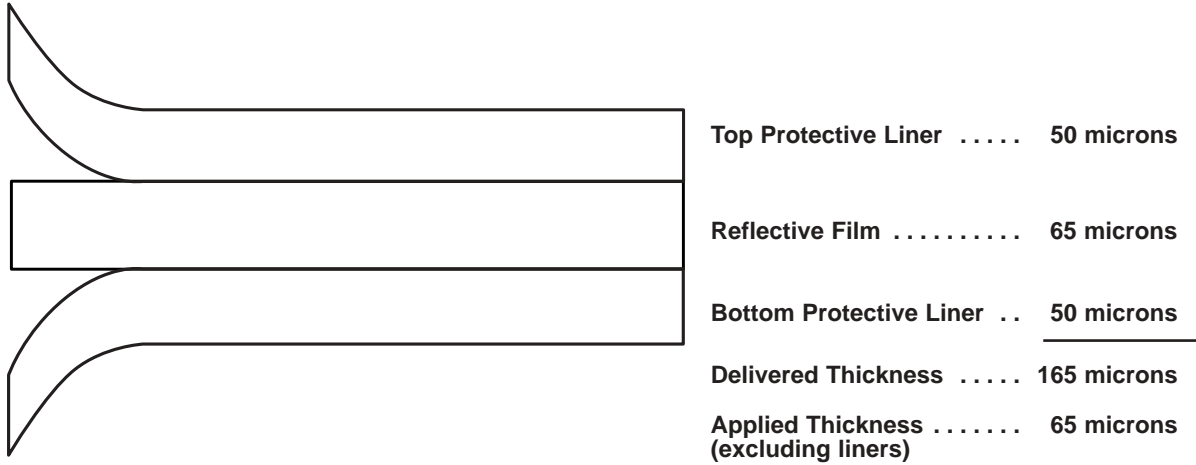 Top Protective Liner ..... 50 microns
Reflective Film .......... 65 microns
Bottom Protective Liner .. 50 microns
Delivered Thickness ..... 165 microns
Applied Thickness ....... 65 microns
(excluding liners)